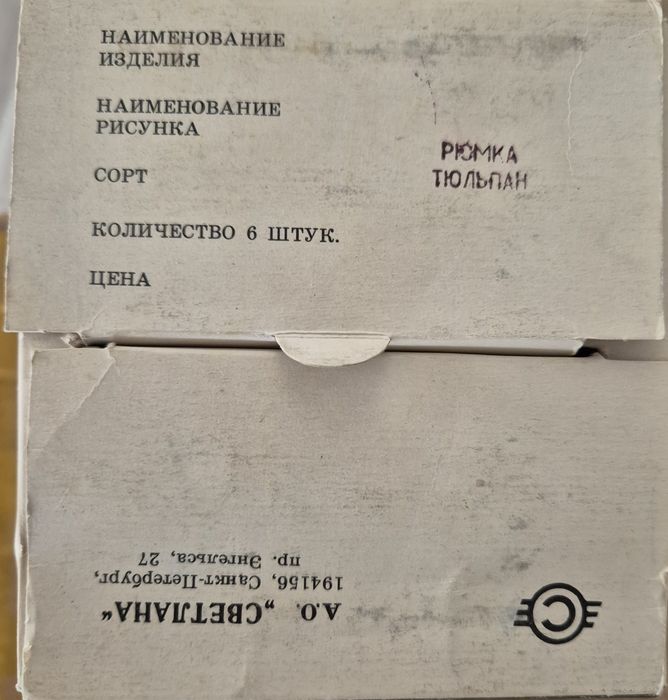 НАИМЕНОВАНИЕ
ИЗДЕЛИЯ
НАИМЕНОВАНИЕ
РИСУНКА
СОРТ
КОЛИЧЕСТВО 6 ШТУК.
ЦЕНА
РЮМКА
ТЮЛЬПАН
А.О. „СВЕТЛАНА“
194156, Санкт-Петербург,
пр. Энгельса, 27
С